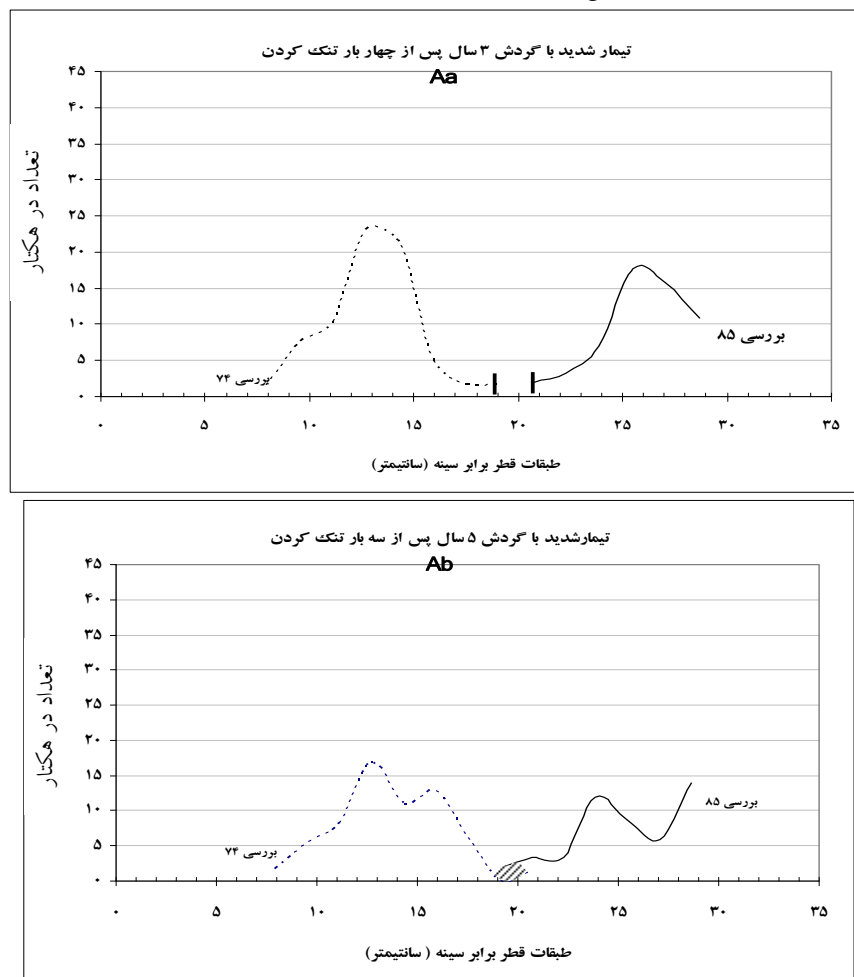 تیمار شدید با گردش ۳ سال پس از چهار بار تنک کردن
Aa
تعداد در هکتار
۴۵
۴۰
۳۵
۳۰
۲۵
۲۰
۱۵
۱۰
۵
۰
بررسی ۷۴
بررسی ۸۵
۰ ۵ ۱۰ ۱۵ ۲۰ ۲۵ ۳۰ ۳۵
طبقات قطر برابر سینه (سانتیمتر)
تیمارشدید با گردش ۵ سال پس از سه بار تنک کردن
Ab
تعداد در هکتار
۴۵
۴۰
۳۵
۳۰
۲۵
۲۰
۱۵
۱۰
۵
۰
بررسی ۷۴
بررسی ۸۵
۰ ۵ ۱۰ ۱۵ ۲۰ ۲۵ ۳۰ ۳۵
طبقات قطر برابر سینه ( سانتیمتر)